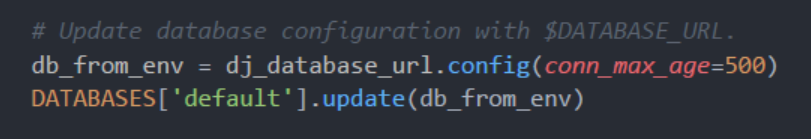 # Update database configuration with $DATABASE_URL.
db_from_env = dj_database_url.config(conn_max_age=500)
DATABASES['default'].update(db_from_env)